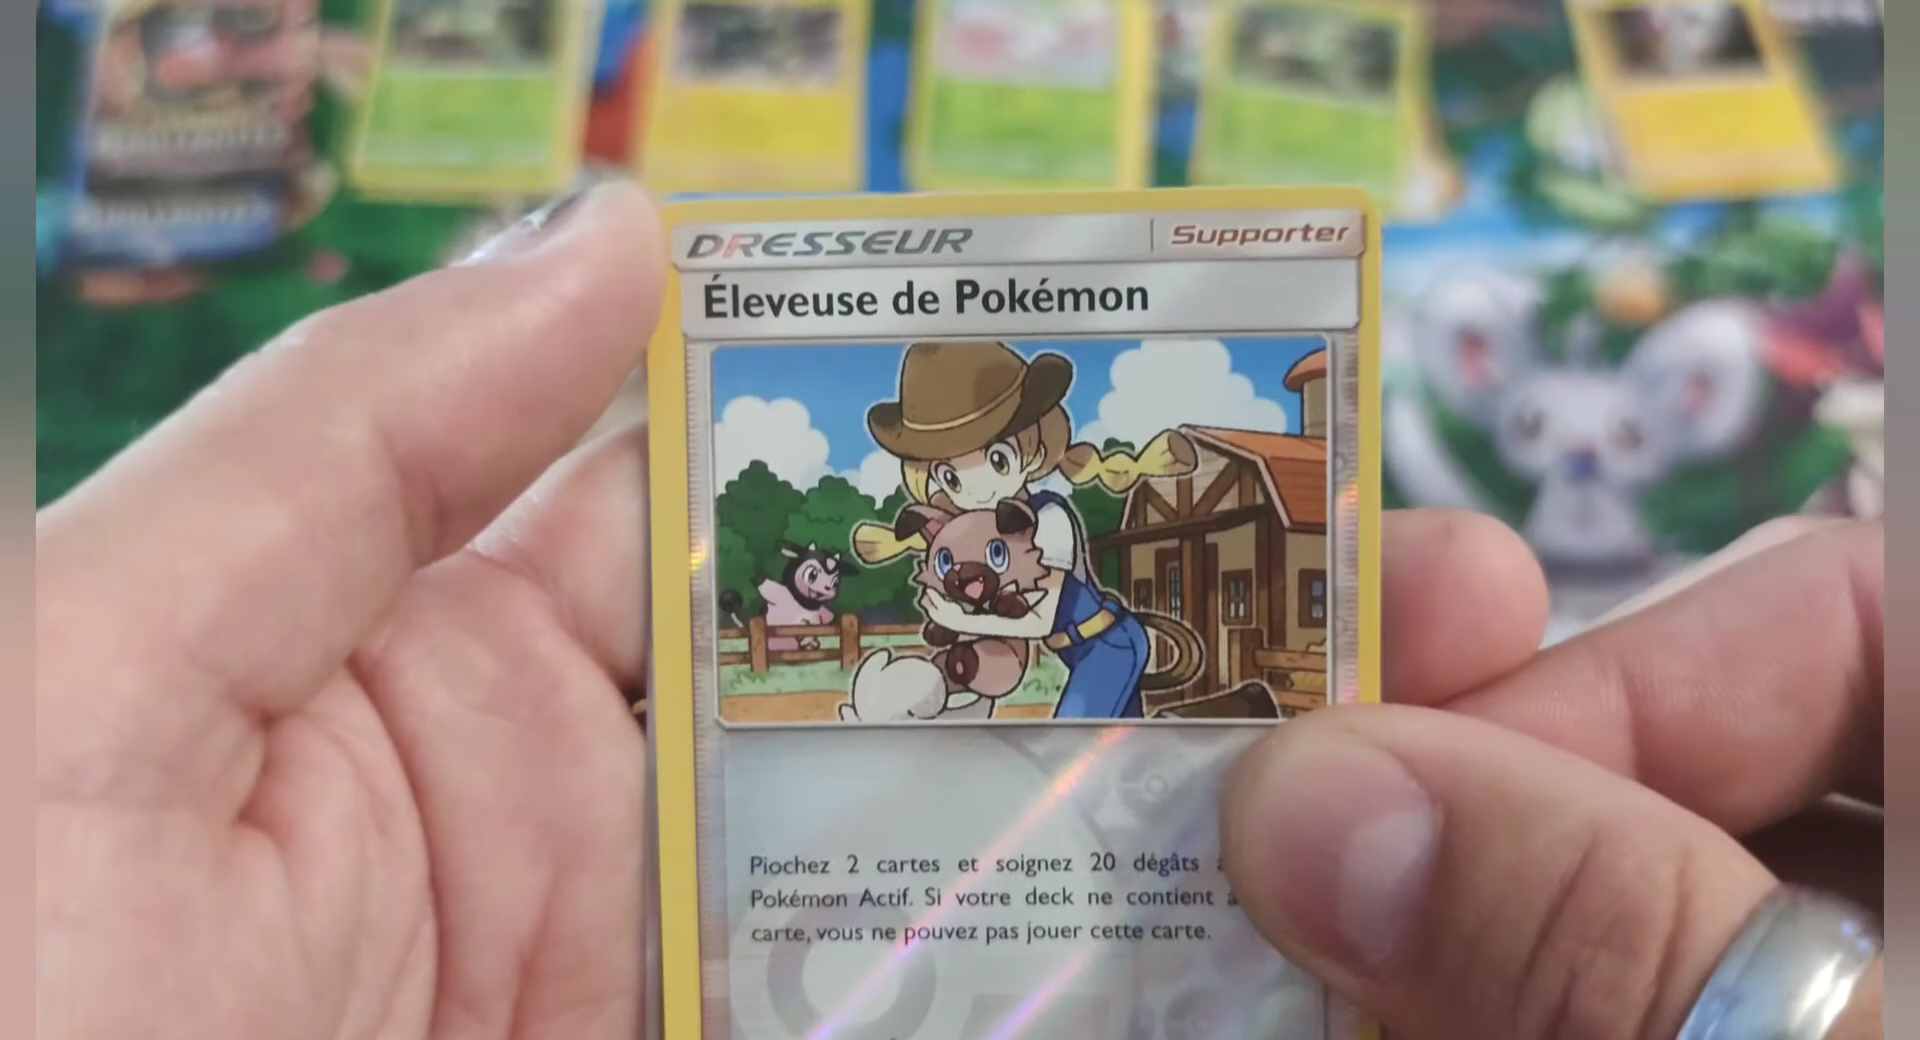 DRESSEUR
Supporter
Éleveuse de Pokémon
Piochez 2 cartes et soignez 20 dégâts
Pokémon Actif. Si votre deck ne contient
carte, vous ne pouvez pas jouer cette carte.